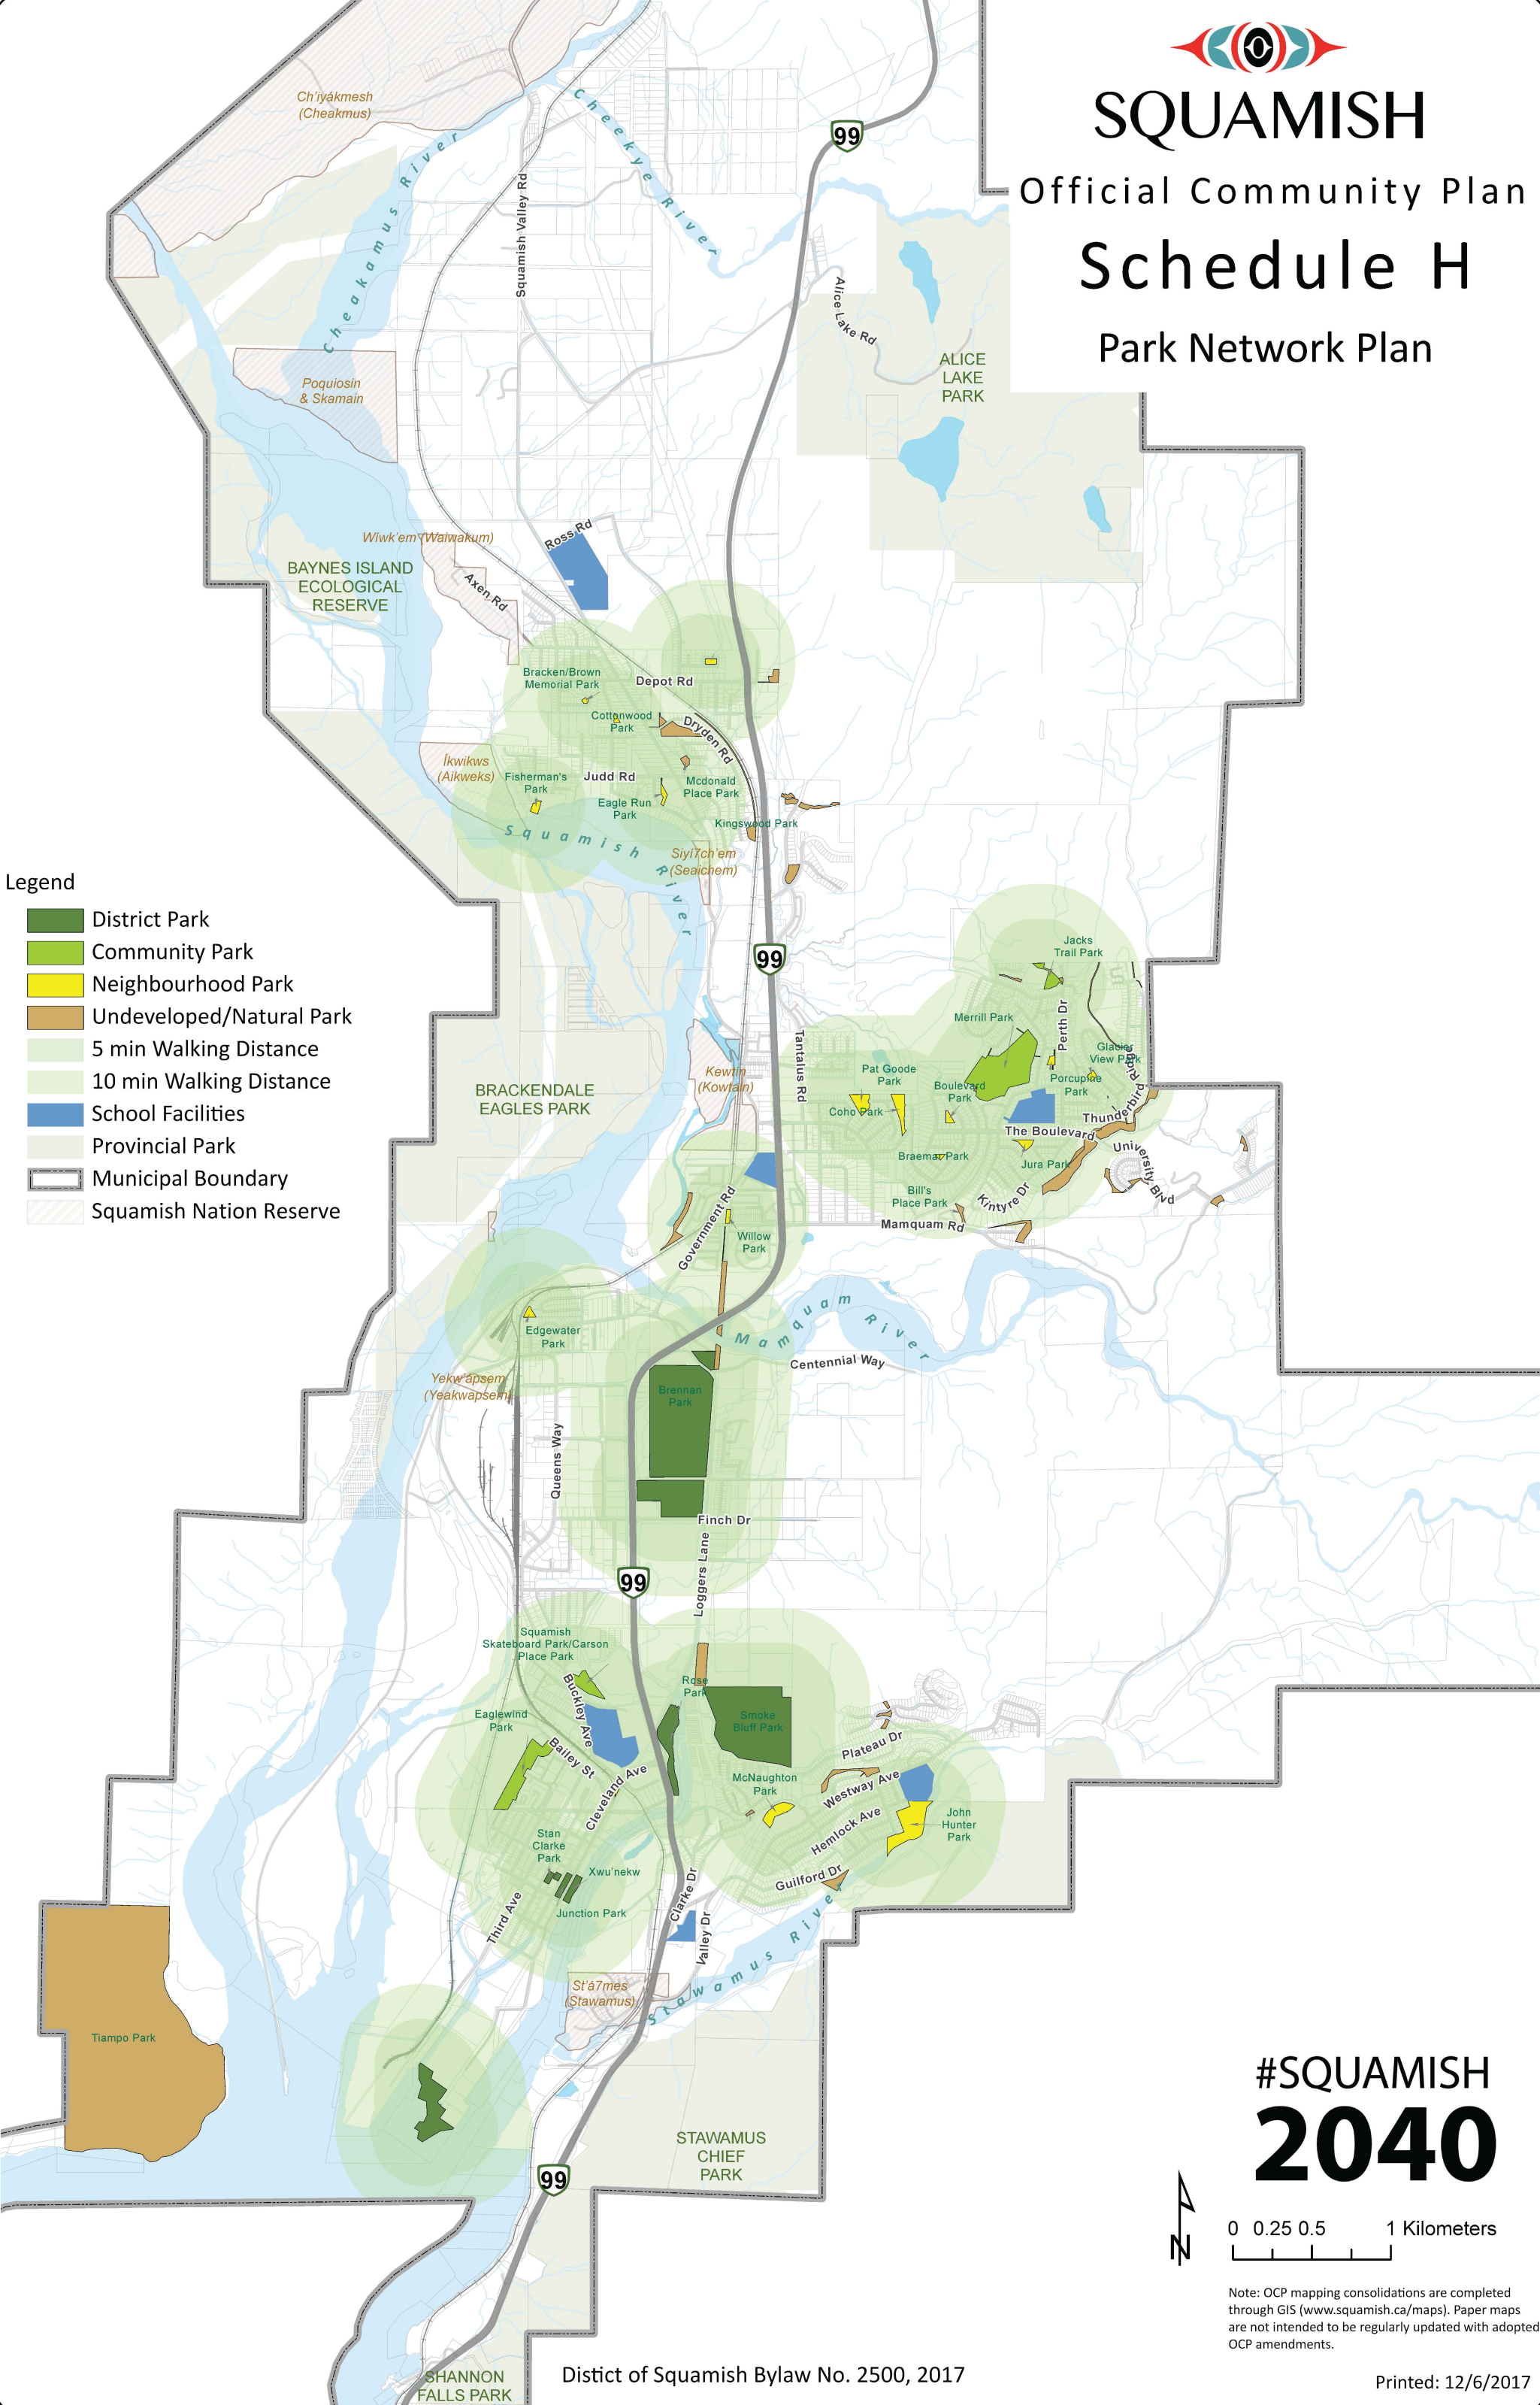 SQUAMISH
Official Community Plan
Schedule H
Park Network Plan
Ch'iyákmesh
(Cheakmus)
Cheakamus River
Cheekye River
Squamish Valley Rd
99
Alice Lake Rd
ALICE
LAKE
PARK
Poquiosin
& Skamain
Wiwk'em (Waiwakum)
Ross Rd
Axen Rd
BAYNES ISLAND
ECOLOGICAL
RESERVE
Bracken/Brown
Memorial Park
Depot Rd
Cottonwood
Park
Dryden Rd
Íkwikws
(Aikweks)
Fisherman's
Park
Judd Rd
Eagle Run
Park
Mcdonald
Place Park
Kingswood Park
Squamish River
Siyí7ch'em
(Seaichem)
Legend
District Park
Community Park
Neighbourhood Park
Undeveloped/Natural Park
5 min Walking Distance
10 min Walking Distance
School Facilities
Provincial Park
Municipal Boundary
Squamish Nation Reserve
99
Jacks
Trail Park
Merrill Park
Perth Dr
Glacier
View Park
Porcupine
Park
Thunderbird Ridge
Tantalus Rd
Kewtin
(Kowtain)
Pat Goode
Park
Boulevard
Park
Coho Park
The Boulevard
BRACKENDALE
EAGLES PARK
Braemar Park
Jura Park
University Blvd
Bill's
Place Park
Kintyre Dr
Mamquam Rd
Government Rd
Willow
Park
Edgewater
Park
Mamquam River
Centennial Way
Yekw'apsem
(Yeakwapsem)
Brennan
Park
Queens Way
Finch Dr
Loggers Lane
99
Squamish
Skateboard Park/Carson
Place Park
Buckley Ave
Rose
Park
Smoke
Bluff Park
Eaglewind
Park
Bailey St
Cleveland Ave
Plateau Dr
McNaughton
Park
Westway Ave
Hemlock Ave
John
Hunter
Park
Stan
Clarke
Park
Xwu'nekw
Guilford Dr
Junction Park
Third Ave
Clarke Dr
Valley Dr
Stawamus River
St'á7mes
(Stawamus)
Tiampo Park
STAWAMUS
CHIEF
PARK
99
#SQUAMISH
2040
N
0 0.25 0.5 1 Kilometers
Note: OCP mapping consolidations are completed
through GIS (www.squamish.ca/maps). Paper maps
are not intended to be regularly updated with adopted
OCP amendments.
SHANNON
FALLS PARK
Distict of Squamish Bylaw No. 2500, 2017
Printed: 12/6/2017